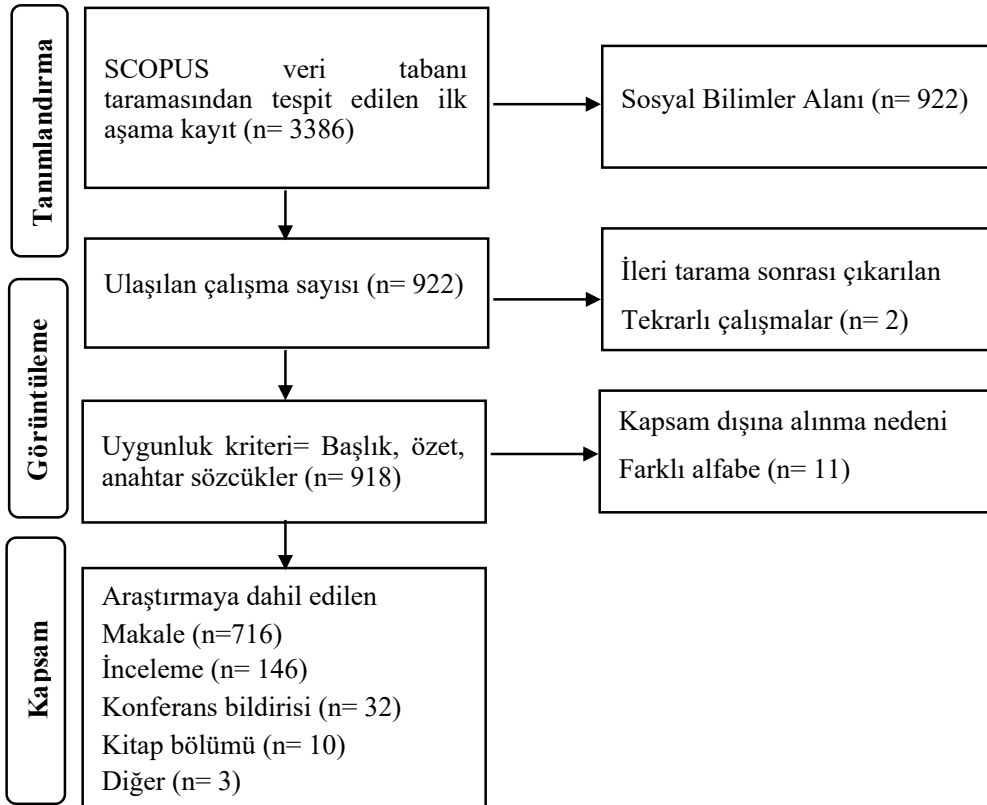 Tanımlandırma
SCOPUS veri tabanı
taramasından tespit edilen ilk
aşama kayıt (n= 3386)
Sosyal Bilimler Alanı (n= 922)
Görüntüleme
Ulaşılan çalışma sayısı (n= 922)
İleri tarama sonrası çıkarılan
Tekrarlı çalışmalar (n= 2)
Uygunluk kriteri= Başlık, özet,
anahtar sözcükler (n= 918)
Kapsam dışına alınma nedeni
Farklı alfabe (n= 11)
Kapsam
Araştırmaya dahil edilen
Makale (n=716)
İnceleme (n= 146)
Konferans bildirisi (n= 32)
Kitap bölümü (n= 10)
Diğer (n= 3)